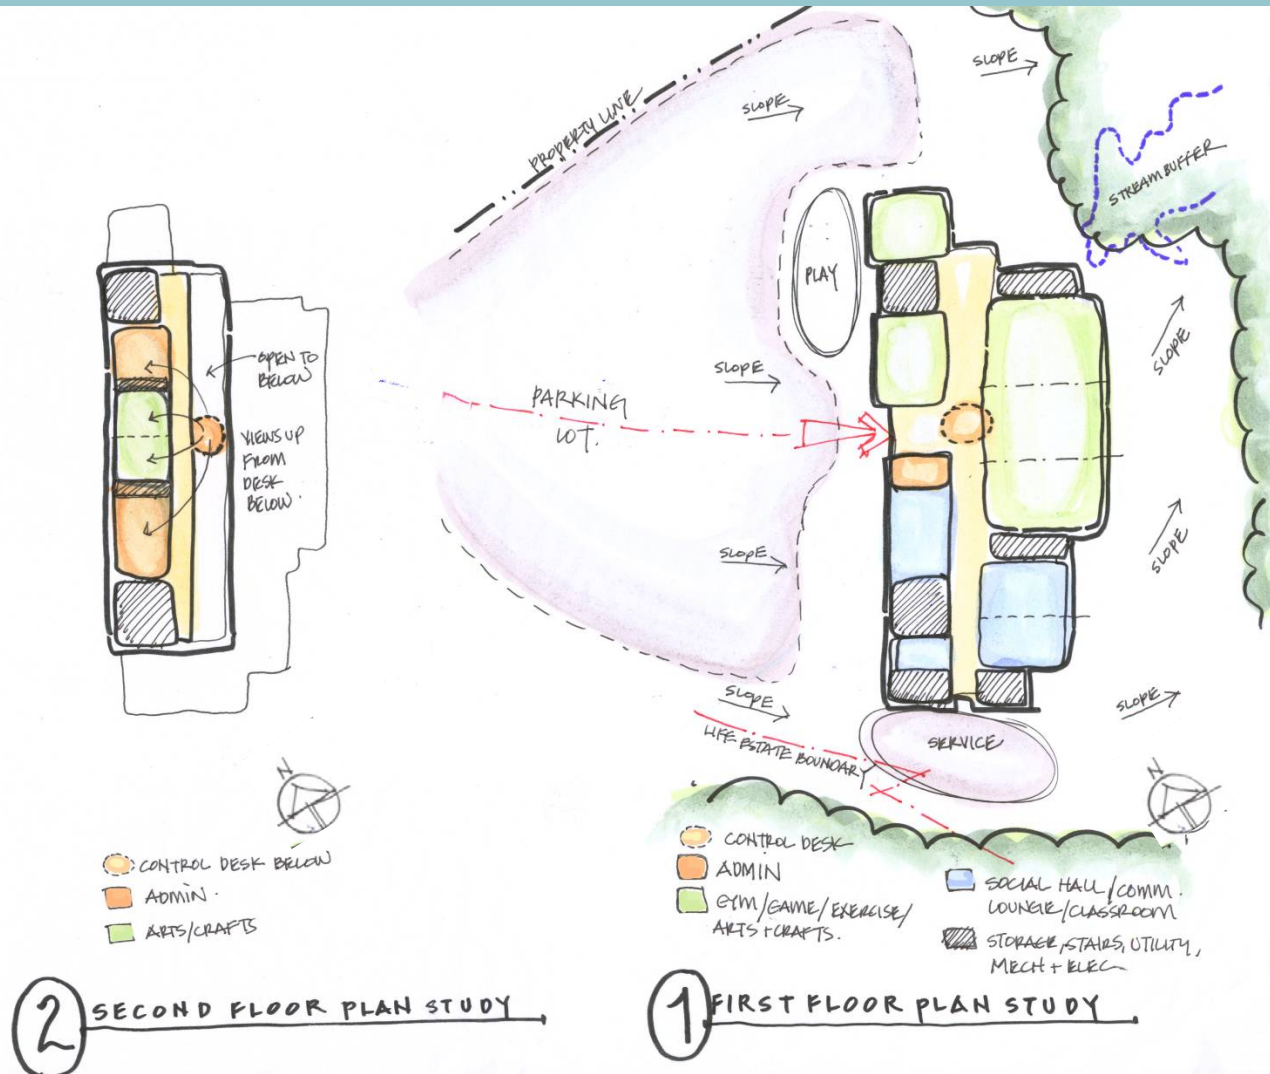 PROPERTY LINE
SLOPE
SLOPE
STREAM BUFFER
PLAY
SLOPE
SLOPE
PARKING
LOT.
OPEN TO
BELOW
VIEWS UP
FROM
DESK
BELOW.
SLOPE
SLOPE
SLOPE
SLOPE
LIFE ESTATE BOUNDARY
SERVICE
N
CONTROL DESK BELOW
ADMIN.
ARTS/CRAFTS
2 SECOND FLOOR PLAN STUDY
N
CONTROL DESK
ADMIN
GYM/GAME/EXERCISE/
ARTS + CRAFTS.
SOCIAL HALL/COMM.
LOUNGE/CLASSROOM
STORAGE, STAIRS, UTILITY,
MECH + ELEC
1 FIRST FLOOR PLAN STUDY